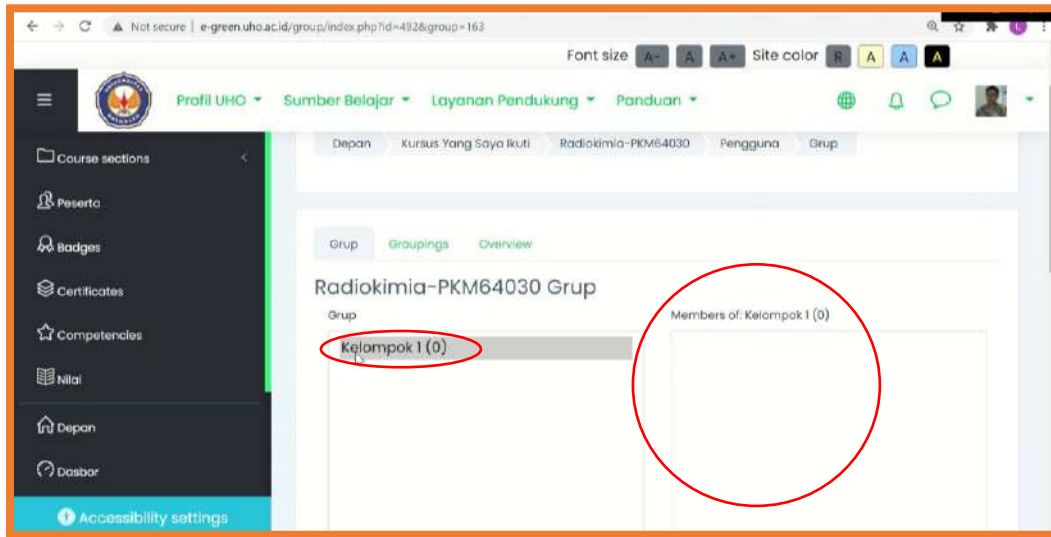 Not secure | e-green.uho.ac.id/group/index.php?id=492&group=163
Font size A- A A+ Site color R A A A
Profil UHO Sumber Belajar Layanan Pendukung Panduan
Depan Kursus Yang Saya Ikuti Radiokimia-PKM64030 Pengguna Grup
Course sections
Peserta
Badges
Certificates
Competencies
Nilai
Depan
Dasbor
Accessibility settings
Grup Groupings Overview
Radiokimia-PKM64030 Grup
Grup
Kelompok 1 (0)
Members of: Kelompok 1 (0)